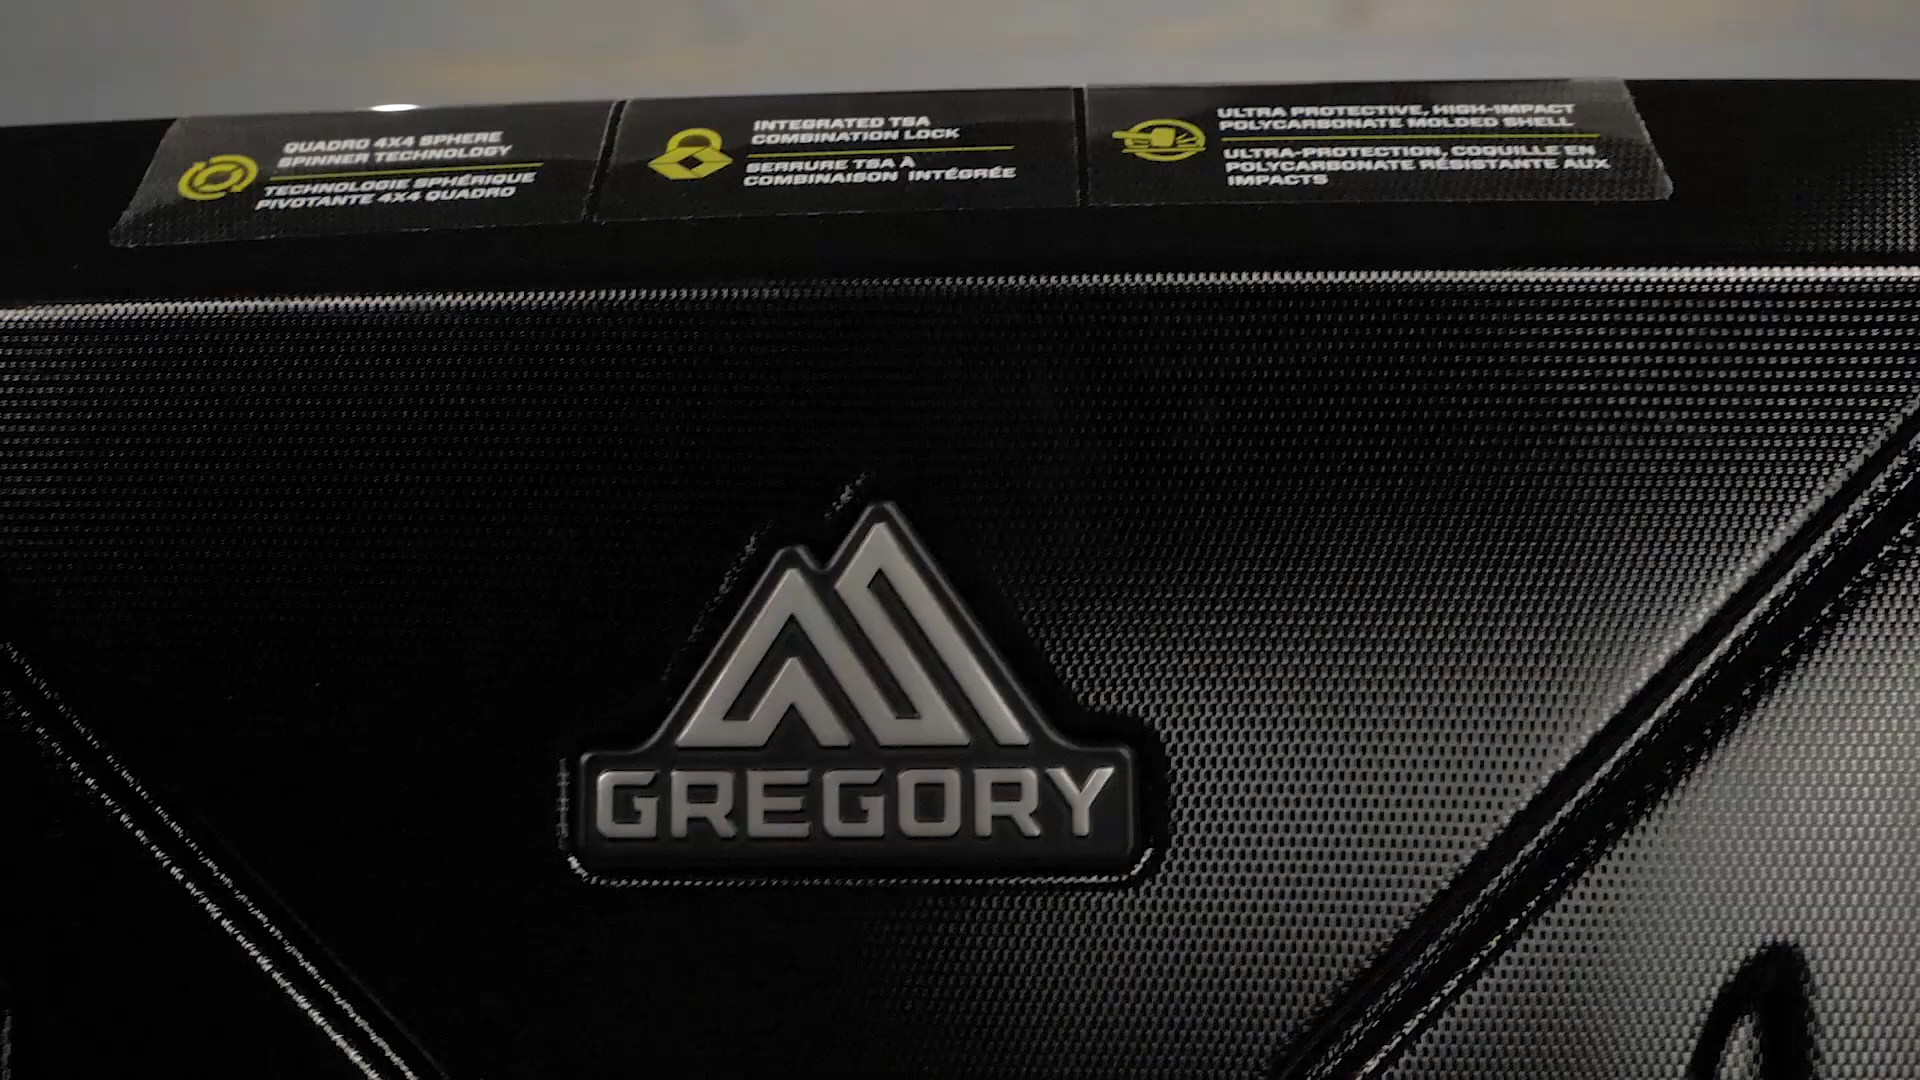 QUADRO 4X4 SPHERE
SPINNER TECHNOLOGY
TECHNOLOGIE SPHÉRIQUE
PIVOTANTE 4X4 QUADRO
INTEGRATED TSA
COMBINATION LOCK
SERRURE TSA À
COMBINAISON INTÉGRÉE
ULTRA PROTECTIVE, HIGH-IMPACT
POLYCARBONATE MOLDED SHELL
ULTRA-PROTECTION, COQUILLE EN
POLYCARBONATE RÉSISTANTE AUX
IMPACTS
GREGORY